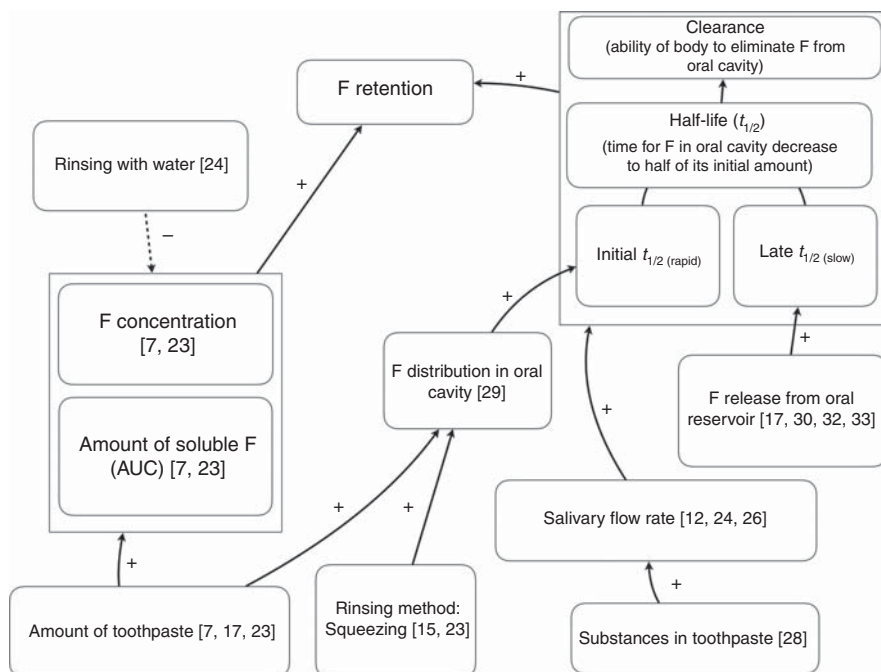 Clearance
(ability of body to eliminate F from
oral cavity)
+
F retention
Half-life (t1/2)
(time for F in oral cavity decrease
to half of its initial amount)
Rinsing with water [24]
+
–
Initial t1/2 (rapid)
Late t1/2 (slow)
+
F concentration
[7, 23]
+
F distribution in oral
cavity [29]
F release from oral
reservoir [17, 30, 32, 33]
+
Amount of soluble F
(AUC) [7, 23]
+
+
Salivary flow rate [12, 24, 26]
+
+
Amount of toothpaste [7, 17, 23]
Rinsing method:
Squeezing [15, 23]
Substances in toothpaste [28]